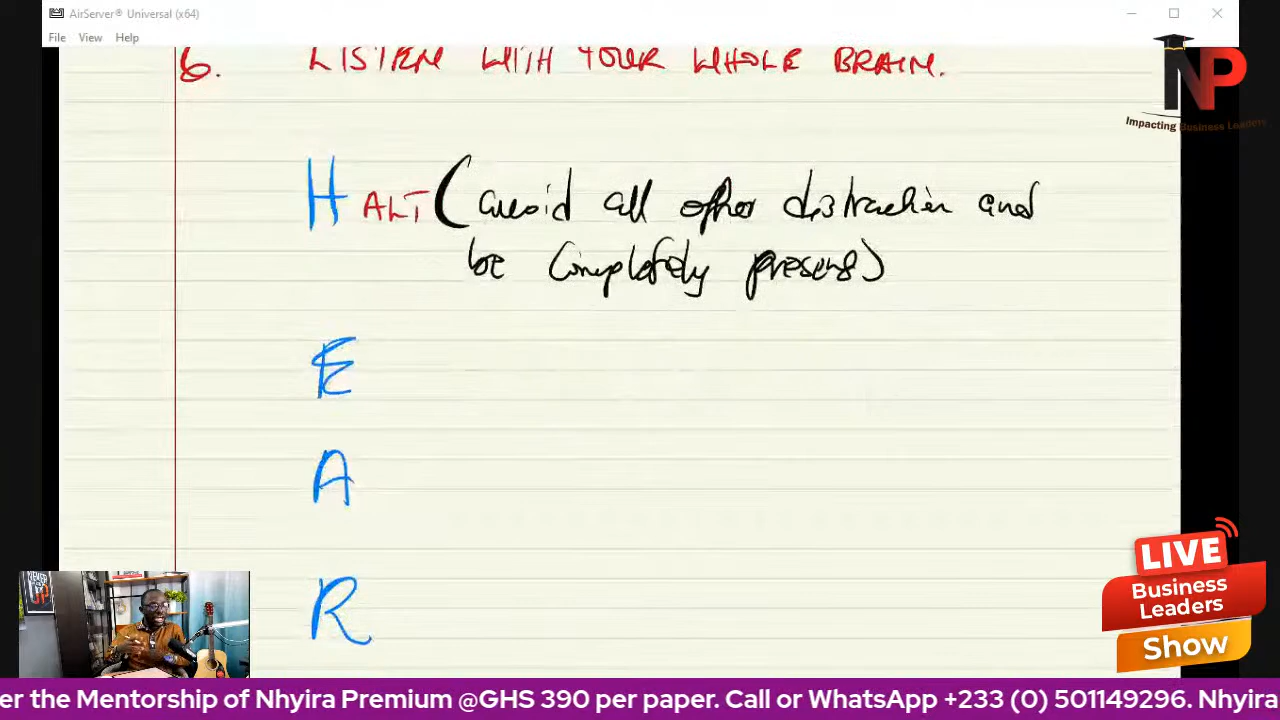 AirServer® Universal (x64)
File View Help
NP
Impacting Business Leaders
6. LISTEN WITH YOUR WHOLE BRAIN.
HALT (avoid all other distraction and
be completely present)
E
A
R
LIVE
Business
Leaders
Show
er the Mentorship of Nhyira Premium @GHS 390 per paper. Call or WhatsApp +233 (0) 501149296. Nhyira